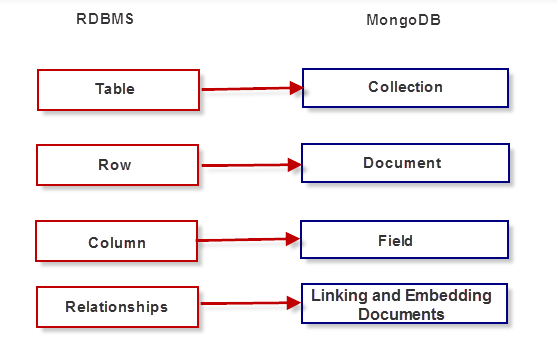 RDBMS MongoDB
Table Collection
Row Document
Column Field
Relationships Linking and Embedding
Documents